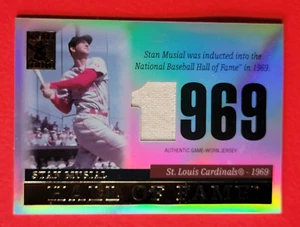 Stan Musial was inducted into the
National Baseball Hall of Fame™ in 1969.
1969
AUTHENTIC GAME-WORN JERSEY
St. Louis Cardinals® - 1969
STAN MUSIAL
HALL OF FAME